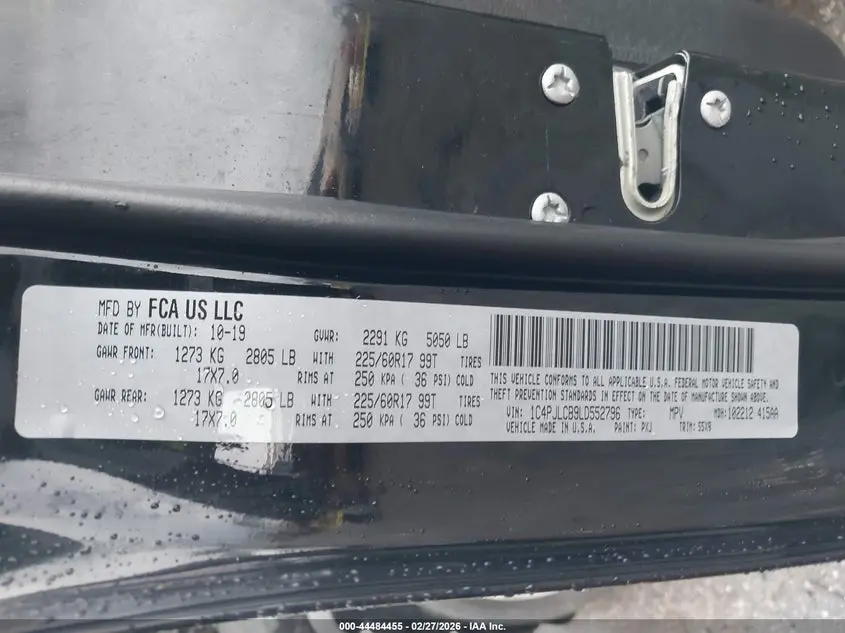 MFD BY FCA US LLC
DATE OF MFR(BUILT): 10-19 GVWR: 2291 KG 5050 LB
GAWR FRONT: 1273 KG 2805 LB WITH 225/60R17 99T TIRES
17X7.0 RIMS AT 250 KPA ( 36 PSI) COLD
GAWR REAR: 1273 KG 2805 LB WITH 225/60R17 99T TIRES
17X7.0 RIMS AT 250 KPA ( 36 PSI) COLD
THIS VEHICLE CONFORMS TO ALL APPLICABLE U.S.A. FEDERAL MOTOR VEHICLE SAFETY AND
THEFT PREVENTION STANDARDS IN EFFECT ON THE DATE OF MANUFACTURE SHOWN ABOVE.
VIN: 1C4PJLCB9LD552796 TYPE: MPV MDH: 102212 415AA
VEHICLE MADE IN U.S.A. PAINT: PXJ TRIM: S5X9
000-44484455 | 02/27/2026 | IAA Inc.